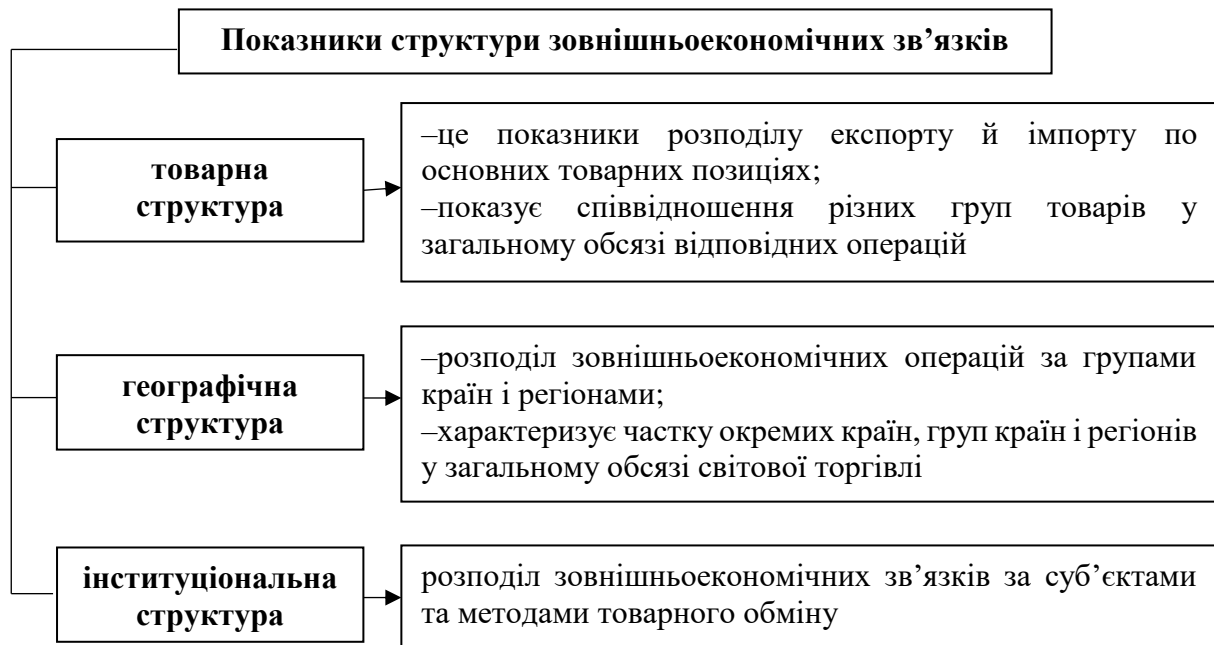 Показники структури зовнішньоекономічних зв’язків
товарна
структура
–це показники розподілу експорту й імпорту по
основних товарних позиціях;
–показує співвідношення різних груп товарів у
загальному обсязі відповідних операцій
географічна
структура
–розподіл зовнішньоекономічних операцій за групами
країн і регіонами;
–характеризує частку окремих країн, груп країн і регіонів
у загальному обсязі світової торгівлі
інституціональна
структура
розподіл зовнішньоекономічних зв’язків за суб’єктами
та методами товарного обміну